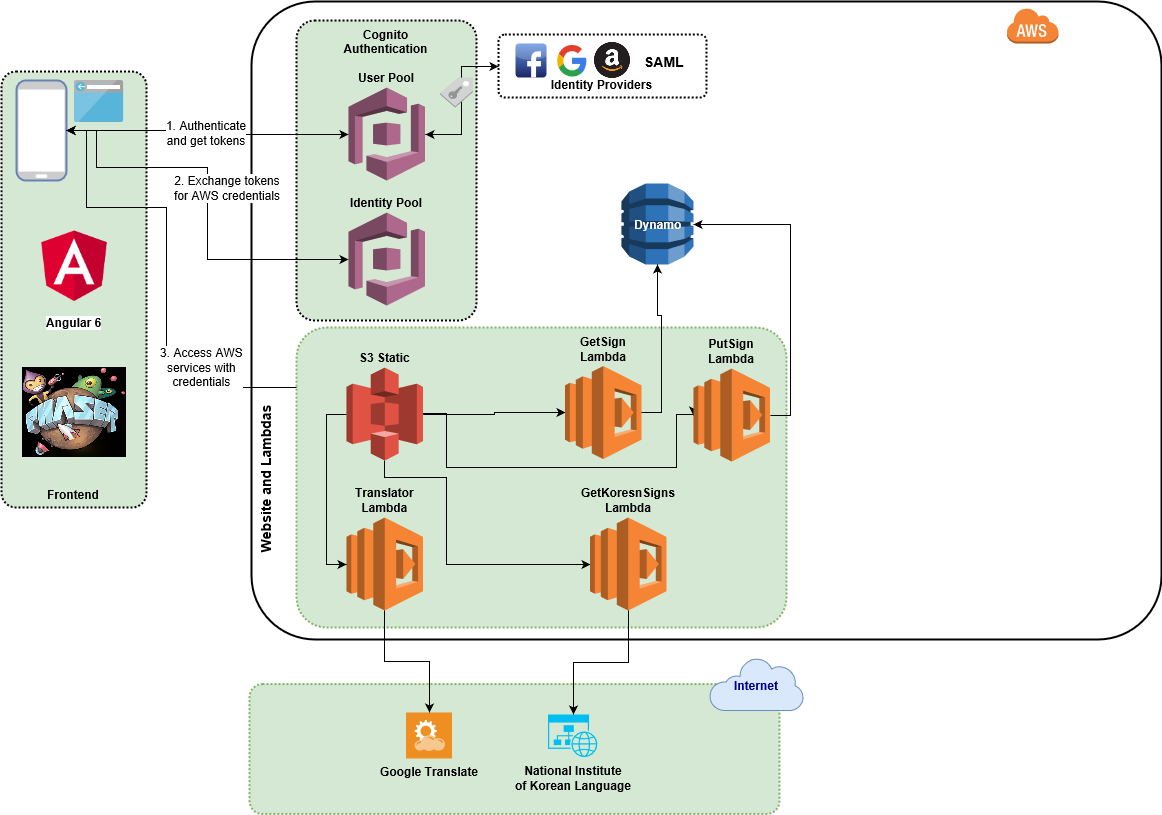 AWS
Cognito
Authentication
User Pool
a
SAML
Identity Providers
1. Authenticate
and get tokens
2. Exchange tokens
for AWS credentials
Identity Pool
Dynamo
A
Angular 6
3. Access AWS
services with
credentials
PHASER
Frontend
Website and Lambdas
S3 Static
GetSign
Lambda
PutSign
Lambda
Translator
Lambda
GetKoresnSigns
Lambda
Internet
Google Translate
National Institute
of Korean Language